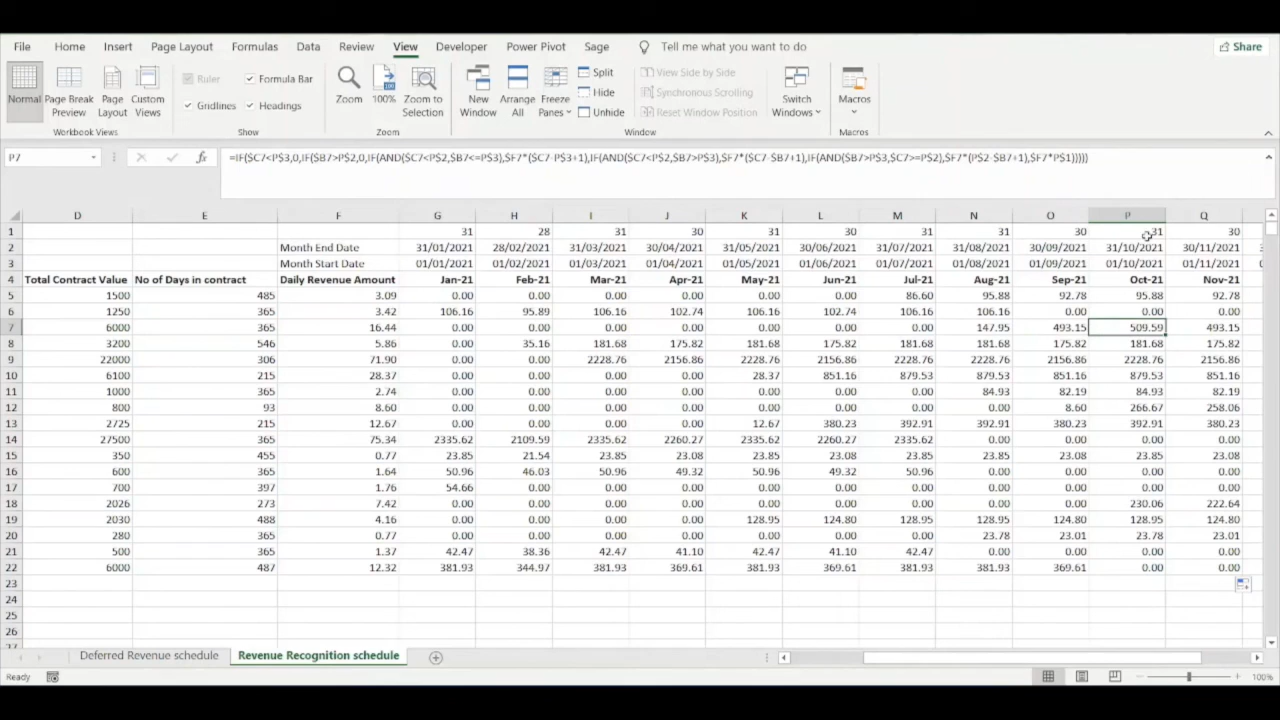 File Home Insert Page Layout Formulas Data Review View Developer Power Pivot Sage Tell me what you want to do Share
Normal Page Break Preview Page Layout Custom Views Ruler Formula Bar Gridlines Headings Zoom 100% Zoom to Selection New Window Arrange All Freeze Panes Split Hide Unhide View Side by Side Synchronous Scrolling Reset Window Position Switch Windows Macros
Workbook Views Show Zoom Window Macros
P7 fx =IF($C7<P$3,0,IF($B7>P$2,0,IF(AND($C7<P$2,$B7<=P$3),$F7*($C7-P$3+1),IF(AND($C7<P$2,$B7>P$3),$F7*($C7-$B7+1),IF(AND($B7>P$3,$C7>=P$2),$F7*(P$2-$B7+1),$F7*P$1)))))
D E F G H I J K L M N O P Q
1 31 28 31 30 31 30 31 31 30 31 30
2 Month End Date 31/01/2021 28/02/2021 31/03/2021 30/04/2021 31/05/2021 30/06/2021 31/07/2021 31/08/2021 30/09/2021 31/10/2021 30/11/2021
3 Month Start Date 01/01/2021 01/02/2021 01/03/2021 01/04/2021 01/05/2021 01/06/2021 01/07/2021 01/08/2021 01/09/2021 01/10/2021 01/11/2021
4 Total Contract Value No of Days in contract Daily Revenue Amount Jan-21 Feb-21 Mar-21 Apr-21 May-21 Jun-21 Jul-21 Aug-21 Sep-21 Oct-21 Nov-21
5 1500 485 3.09 0.00 0.00 0.00 0.00 0.00 0.00 86.60 95.88 92.78 95.88 92.78
6 1250 365 3.42 106.16 95.89 106.16 102.74 106.16 102.74 106.16 106.16 0.00 0.00 0.00
7 6000 365 16.44 0.00 0.00 0.00 0.00 0.00 0.00 0.00 147.95 493.15 509.59 493.15
8 3200 546 5.86 0.00 35.16 181.68 175.82 181.68 175.82 181.68 181.68 175.82 181.68 175.82
9 22000 306 71.90 0.00 0.00 2228.76 2156.86 2228.76 2156.86 2228.76 2228.76 2156.86 2228.76 2156.86
10 6100 215 28.37 0.00 0.00 0.00 0.00 28.37 851.16 879.53 879.53 851.16 879.53 851.16
11 1000 365 2.74 0.00 0.00 0.00 0.00 0.00 0.00 0.00 84.93 82.19 84.93 82.19
12 800 93 8.60 0.00 0.00 0.00 0.00 0.00 0.00 0.00 0.00 8.60 266.67 258.06
13 2725 215 12.67 0.00 0.00 0.00 0.00 12.67 380.23 392.91 392.91 380.23 392.91 380.23
14 27500 365 75.34 2335.62 2109.59 2335.62 2260.27 2335.62 2260.27 2335.62 0.00 0.00 0.00 0.00
15 350 455 0.77 23.85 21.54 23.85 23.08 23.85 23.08 23.85 23.85 23.08 23.85 23.08
16 600 365 1.64 50.96 46.03 50.96 49.32 50.96 49.32 50.96 0.00 0.00 0.00 0.00
17 700 397 1.76 54.66 0.00 0.00 0.00 0.00 0.00 0.00 0.00 0.00 0.00 0.00
18 2026 273 7.42 0.00 0.00 0.00 0.00 0.00 0.00 0.00 0.00 0.00 230.06 222.64
19 2030 488 4.16 0.00 0.00 0.00 0.00 128.95 124.80 128.95 128.95 124.80 128.95 124.80
20 280 365 0.77 0.00 0.00 0.00 0.00 0.00 0.00 0.00 23.78 23.01 23.78 23.01
21 500 365 1.37 42.47 38.36 42.47 41.10 42.47 41.10 42.47 0.00 0.00 0.00 0.00
22 6000 487 12.32 381.93 344.97 381.93 369.61 381.93 369.61 381.93 381.93 369.61 0.00 0.00
23
24
25
26
Deferred Revenue schedule Revenue Recognition schedule
Ready 100%